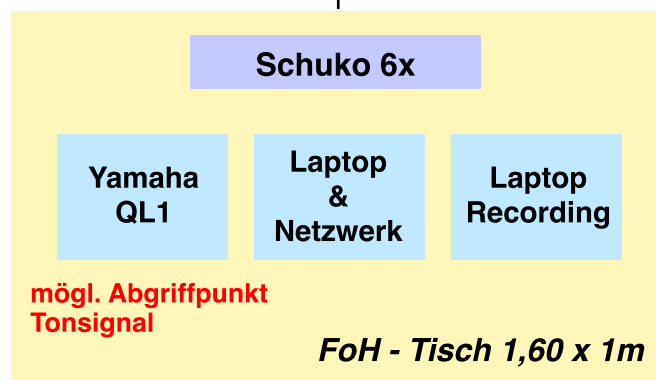 Schuko 6x
Yamaha
QL1
Laptop
&
Netzwerk
Laptop
Recording
mögl. Abgriffpunkt
Tonsignal
FoH - Tisch 1,60 x 1m